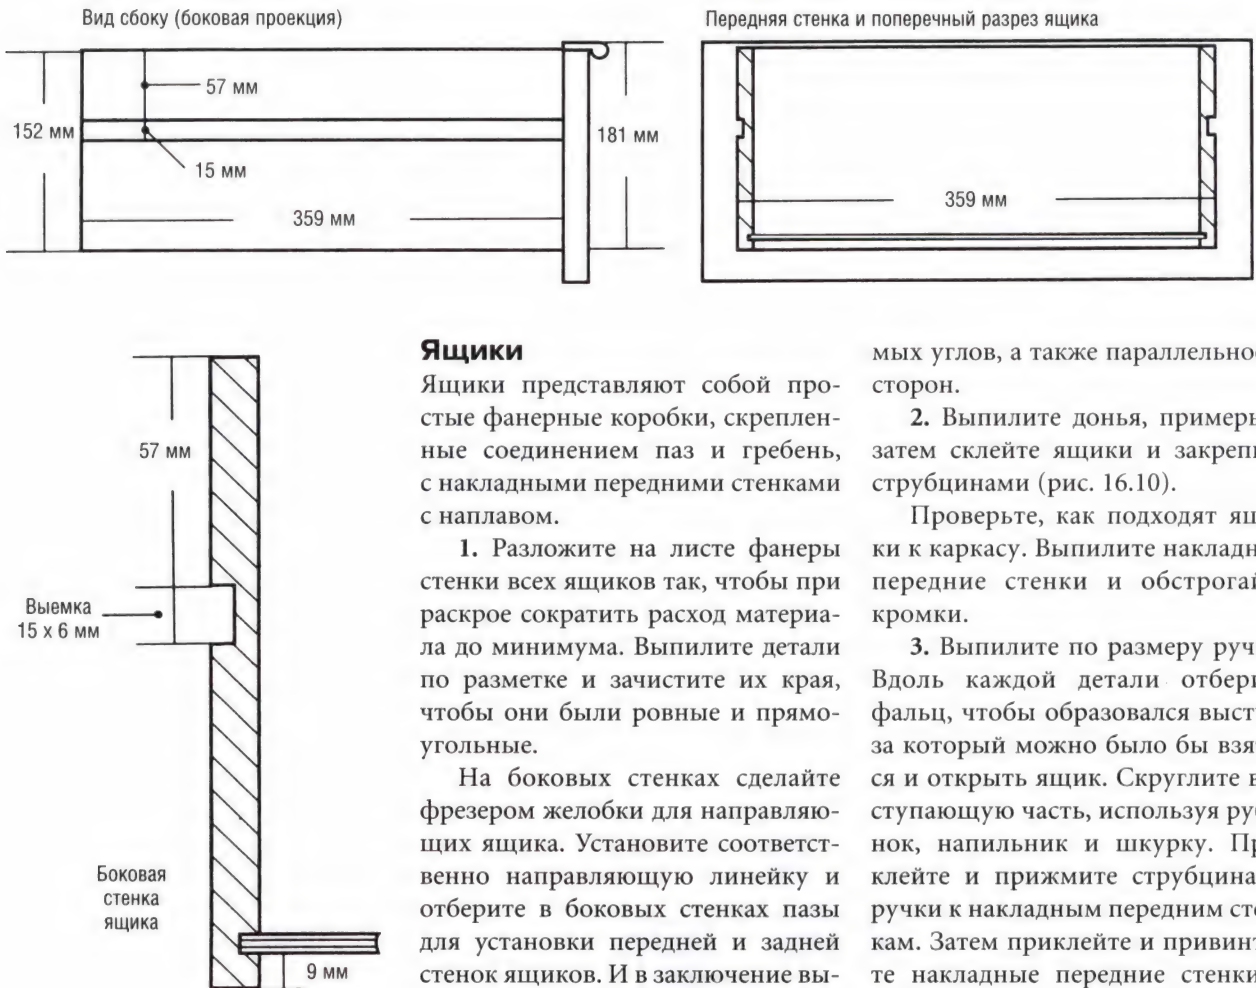 Вид сбоку (боковая проекция)
57 мм
152 мм
15 мм
359 мм
181 мм
Передняя стенка и поперечный разрез ящика
359 мм
57 мм
Выемка
15 х 6 мм
Боковая
стенка
ящика
9 мм
Ящики
Ящики представляют собой про-
стые фанерные коробки, скреплен-
ные соединением паз и гребень,
с накладными передними стенками
с наплавом.
1. Разложите на листе фанеры
стенки всех ящиков так, чтобы при
раскрое сократить расход материа-
ла до минимума. Выпилите детали
по разметке и зачистите их края,
чтобы они были ровные и прямо-
угольные.
На боковых стенках сделайте
фрезером желобки для направляю-
щих ящика. Установите соответст-
венно направляющую линейку и
отберите в боковых стенках пазы
для установки передней и задней
стенок ящиков. И в заключение вы-
мых углов, а также параллельно
сторон.
2. Выпилите донья, примерь
затем склейте ящики и закрепи
струбцинами (рис. 16.10).
Проверьте, как подходят ящ
ки к каркасу. Выпилите накладн
передние стенки и обстрогай
кромки.
3. Выпилите по размеру руч
Вдоль каждой детали отбери
фальц, чтобы образовался выст
за который можно было бы взя
ся и открыть ящик. Скруглите в
ступающую часть, используя ру
нок, напильник и шкурку. Пр
клейте и прижмите струбцина
ручки к накладным передним сте
кам. Затем приклейте и привинт
те накладные передние стенки